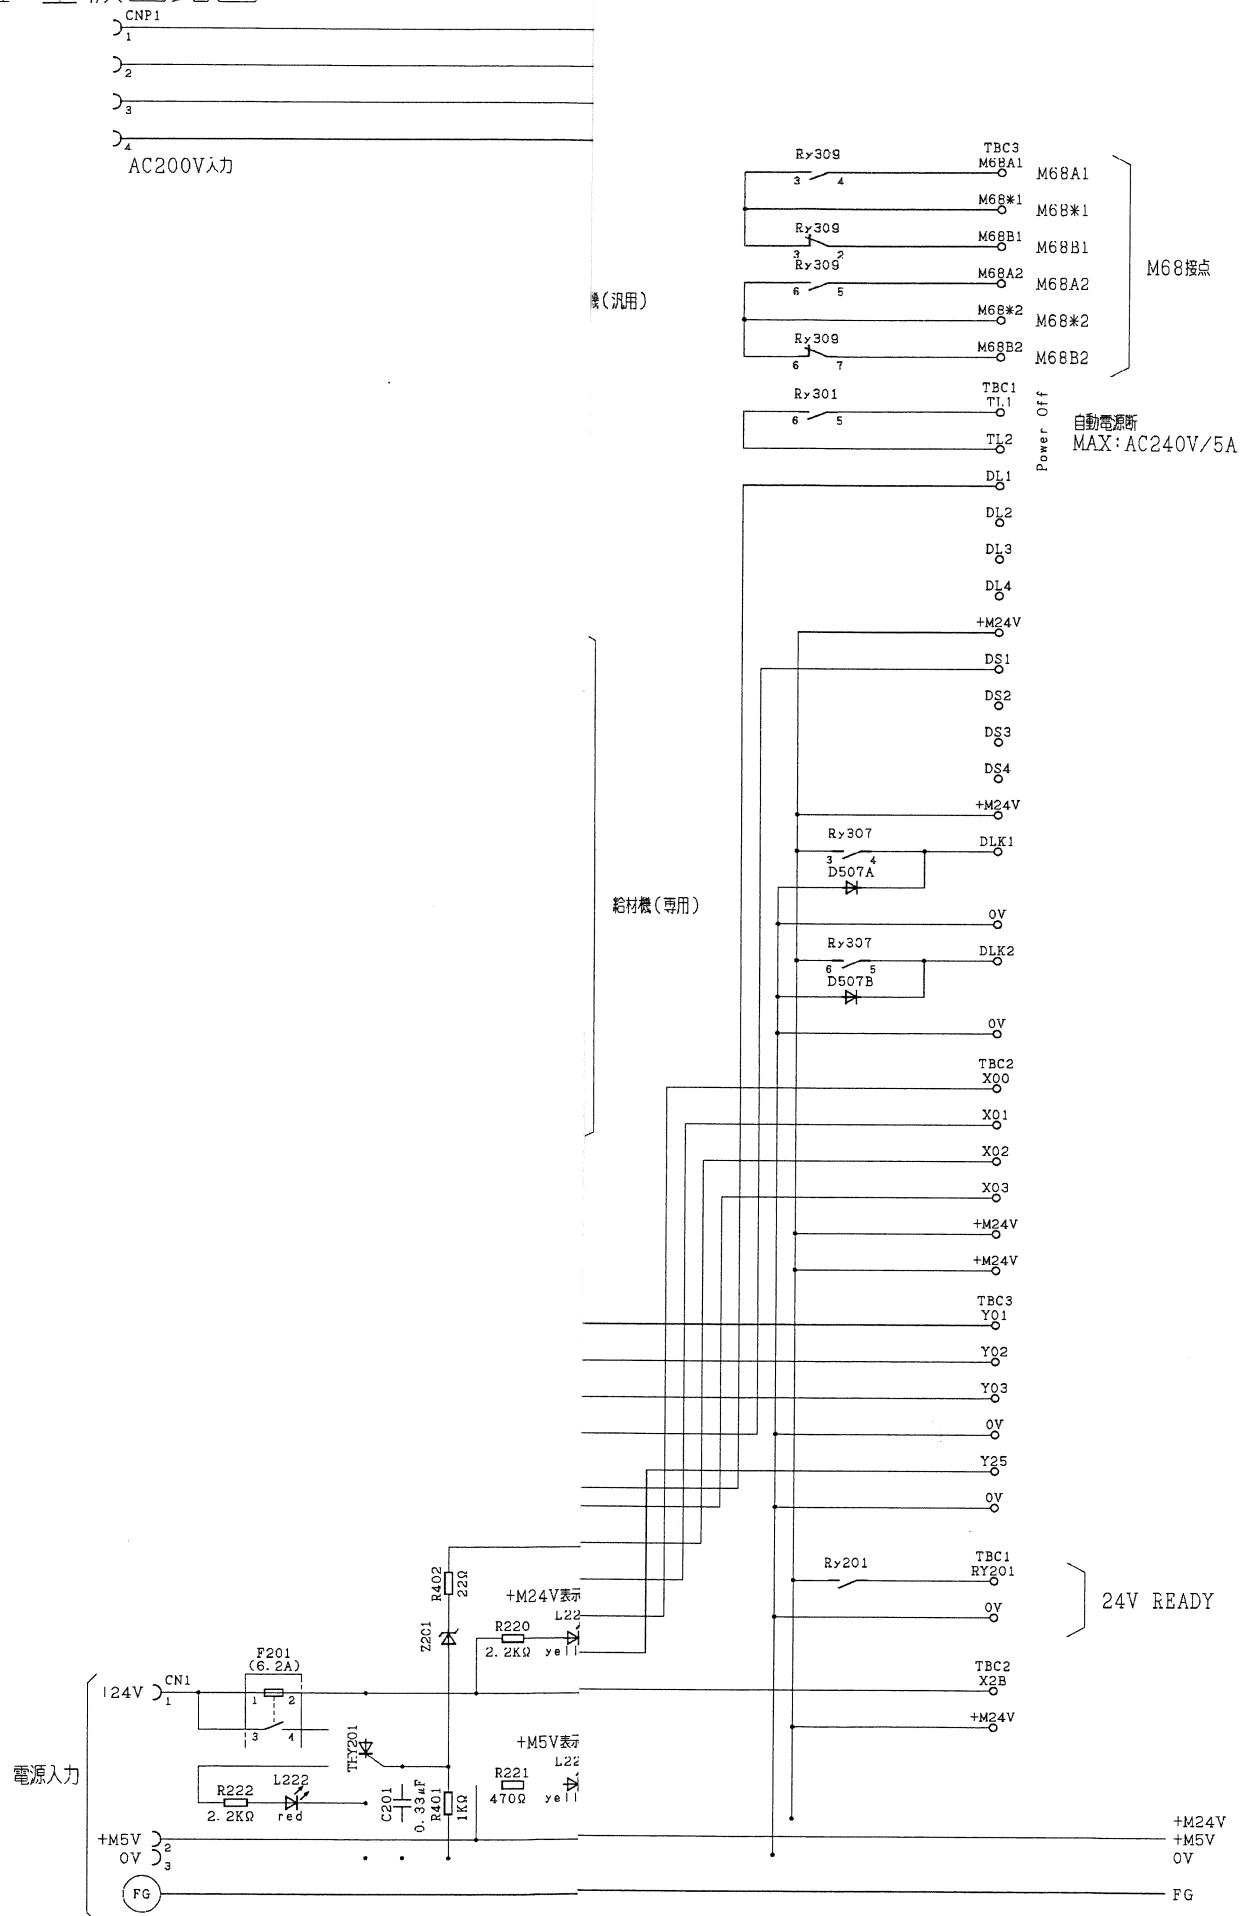 CNP1
1
2
3
4
AC200V入力
Ry309
TBC3
M68A1
3 4
M68A1
M68*1
M68*1
Ry309
M68B1
3 2
M68B1
Ry309
M68A2
6 5
M68A2
M68接点
機(汎用)
M68*2
M68*2
Ry309
M68B2
6 7
M68B2
Ry301
TBC1
TL1
6 5
TL2
Power Off
自動電源断
MAX:AC240V/5A
DL1
DL2
DL3
DL4
+M24V
DS1
DS2
DS3
DS4
+M24V
Ry307
DLK1
3 4
D507A
給材機(専用)
0V
Ry307
DLK2
6 5
D507B
0V
TBC2
X00
X01
X02
X03
+M24V
+M24V
TBC3
Y01
Y02
Y03
0V
Y25
0V
Ry201
TBC1
RY201
0V
24V READY
R402
22Ω
+M24V表示
L22
Z201
R220
2.2KΩ
yell
F201
(6.2A)
TBC2
X2B
+24V
CN1
1
1 2
3 4
+M24V
THY201
+M5V表示
L22
電源入力
R222
2.2KΩ
L222
red
C201
0.33uF
R401
1KΩ
R221
470Ω
yell
+M5V
2
0V
3
+M24V
+M5V
0V
FG
FG